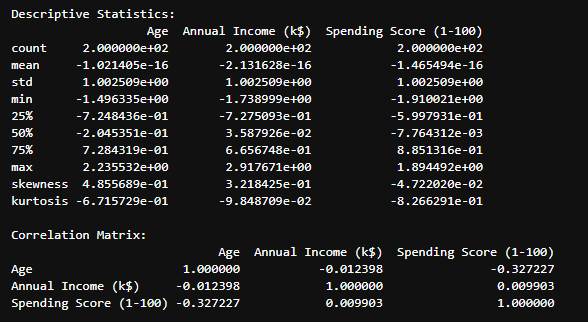 Descriptive Statistics:
Age Annual Income (k$) Spending Score (1-100)
count 2.000000e+02 2.000000e+02 2.000000e+02
mean -1.021405e-16 -2.131628e-16 -1.465494e-16
std 1.002509e+00 1.002509e+00 1.002509e+00
min -1.496335e+00 -1.738999e+00 -1.910021e+00
25% -7.248436e-01 -7.275093e-01 -5.997931e-01
50% -2.045351e-01 3.587926e-02 -7.764312e-03
75% 7.284319e-01 6.656748e-01 8.851316e-01
max 2.235532e+00 2.917671e+00 1.894492e+00
skewness 4.855689e-01 3.218425e-01 -4.722020e-02
kurtosis -6.715729e-01 -9.848709e-02 -8.266291e-01
Correlation Matrix:
Age Annual Income (k$) Spending Score (1-100)
Age 1.000000 -0.012398 -0.327227
Annual Income (k$) -0.012398 1.000000 0.009903
Spending Score (1-100) -0.327227 0.009903 1.000000